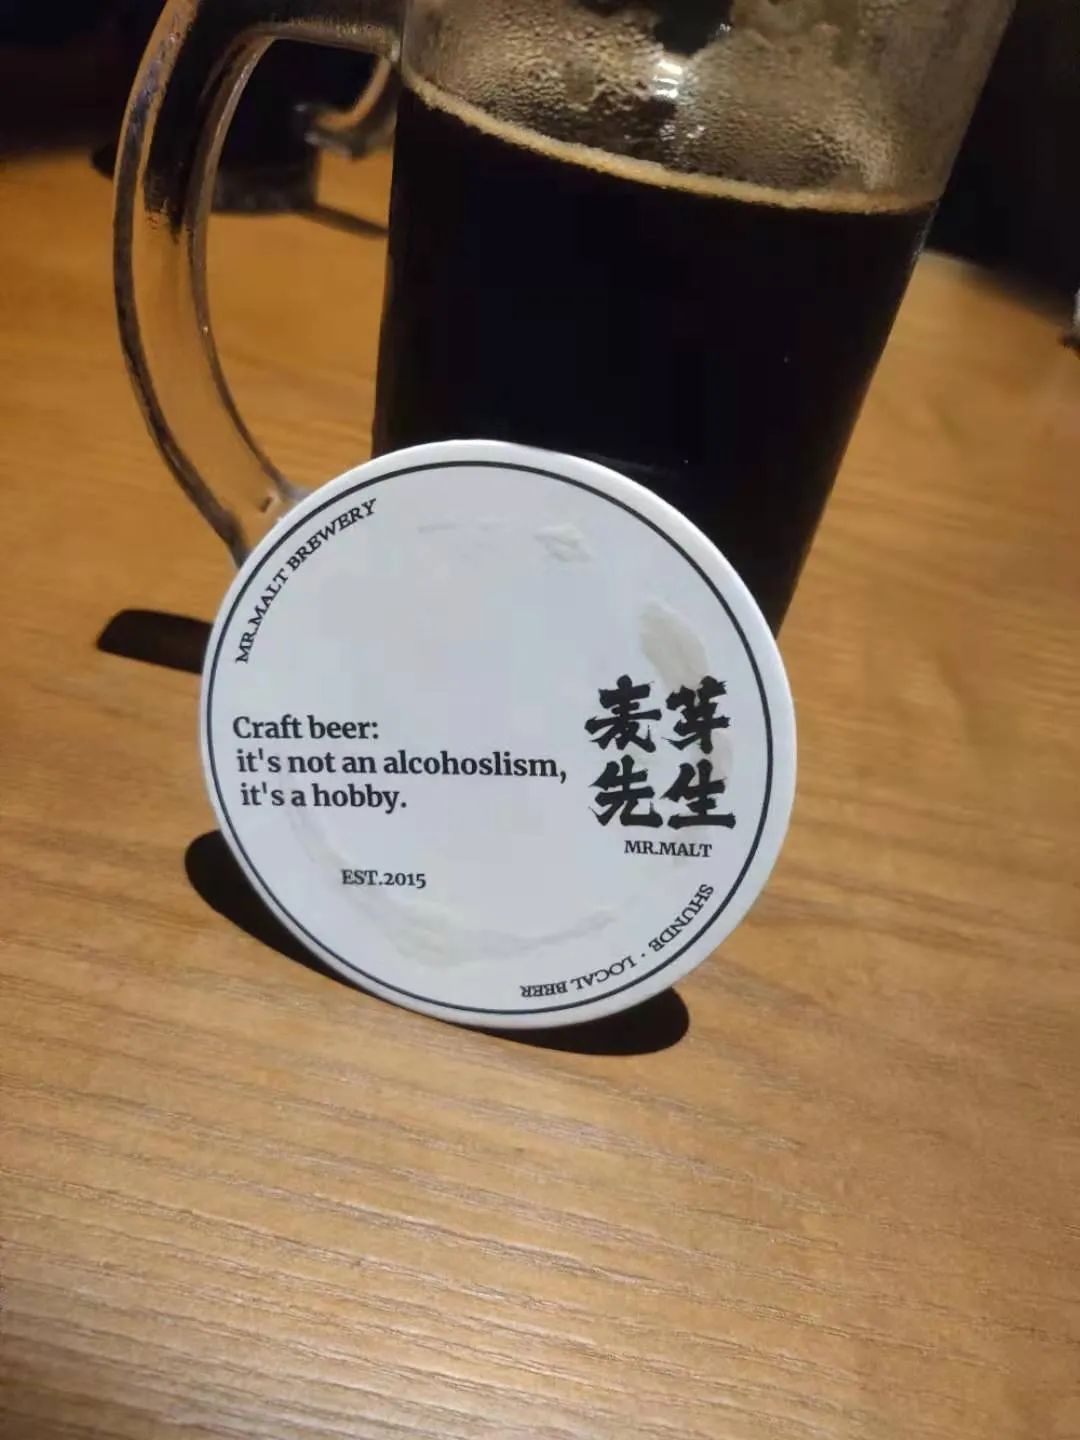 MR.MALT BREWERY
Craft beer:
it's not an alcohoslism,
it's a hobby.
麦芽
先生
MR.MALT
EST.2015
SHUNDE · LOCAL BEER